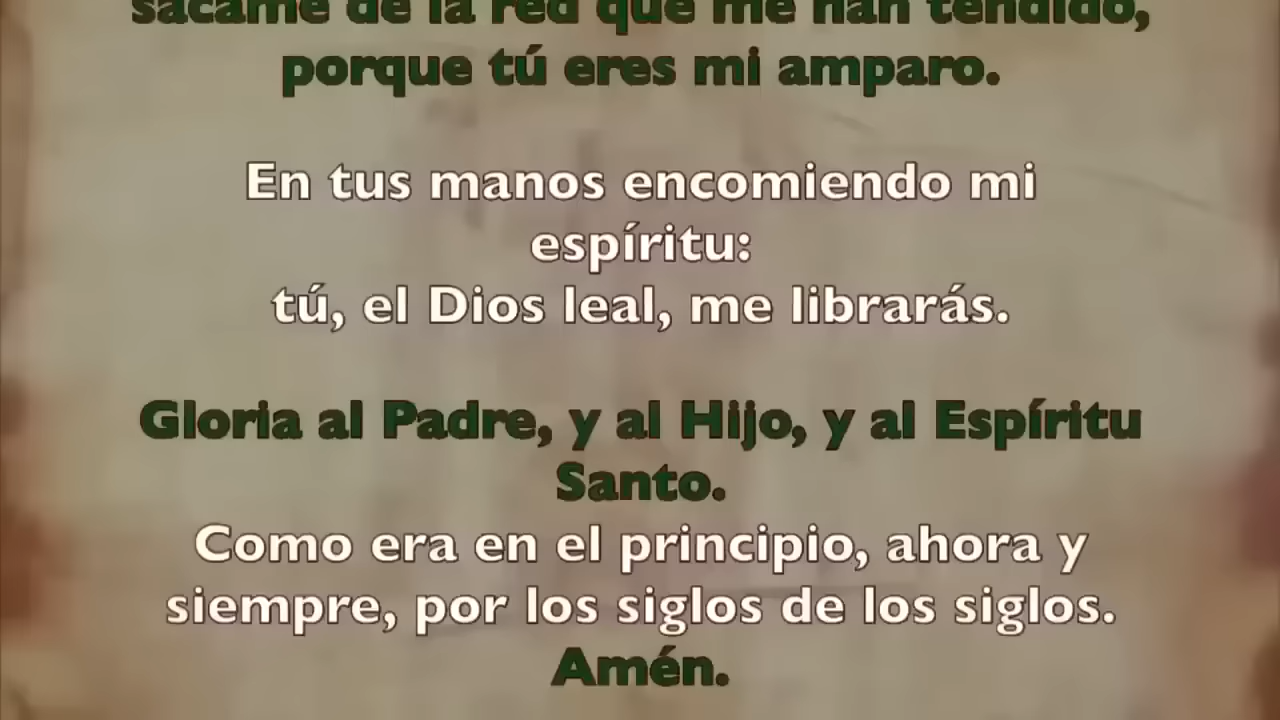 sácame de la red que me han tendido,
porque tú eres mi amparo.
En tus manos encomiendo mi
espíritu:
tú, el Dios leal, me librarás.
Gloria al Padre, y al Hijo, y al Espíritu
Santo.
Como era en el principio, ahora y
siempre, por los siglos de los siglos.
Amén.